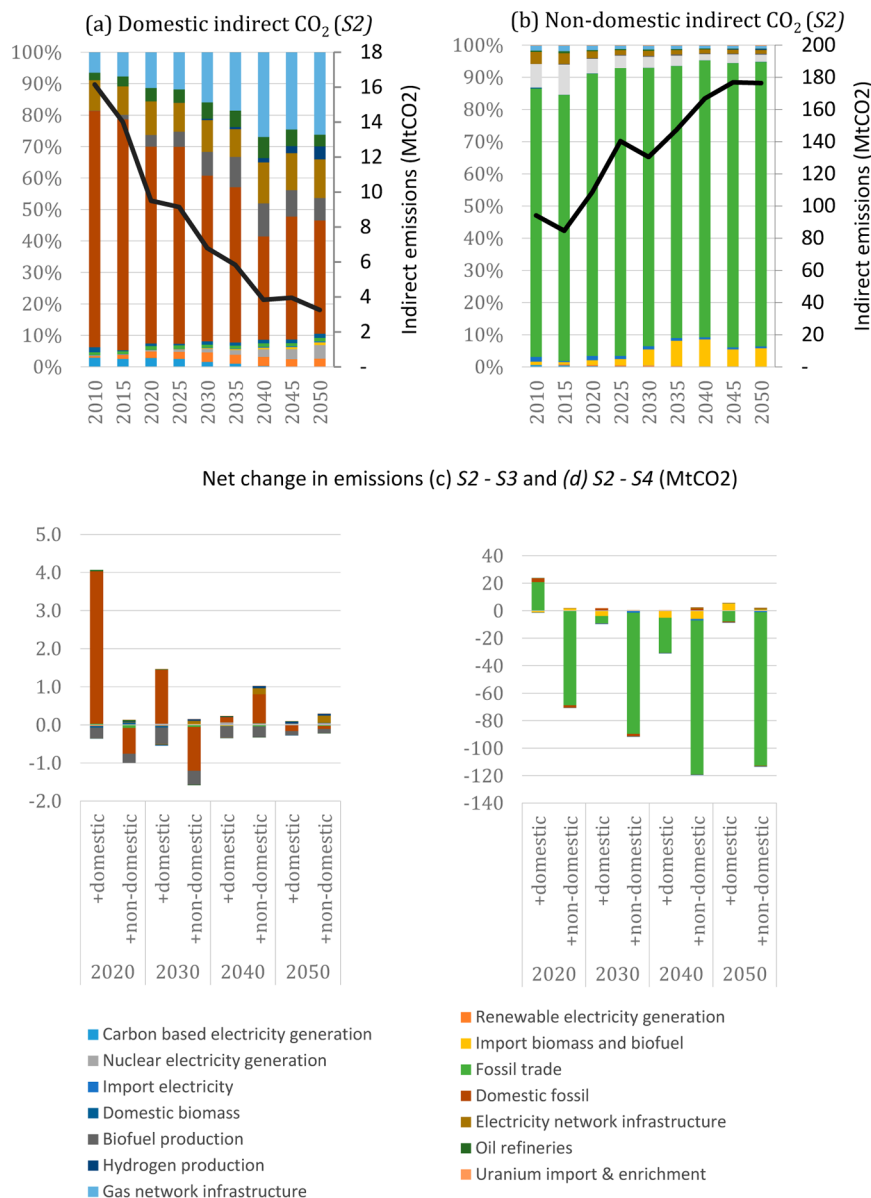 (a) Domestic indirect CO2 (S2)
100%
90%
80%
70%
60%
50%
40%
30%
20%
10%
0%
18
16
14
12
10
8
6
4
2
-
Indirect emissions (MtCO2)
2010
2015
2020
2025
2030
2035
2040
2045
2050
(b) Non-domestic indirect CO2 (S2)
100%
90%
80%
70%
60%
50%
40%
30%
20%
10%
0%
200
180
160
140
120
100
80
60
40
20
-
Indirect emissions (MtCO2)
2010
2015
2020
2025
2030
2035
2040
2045
2050
Net change in emissions (c) S2 - S3 and (d) S2 - S4 (MtCO2)
5.0
4.0
3.0
2.0
1.0
0.0
-1.0
-2.0
+domestic
+non-domestic
+domestic
+non-domestic
+domestic
+non-domestic
+domestic
+non-domestic
2020
2030
2040
2050
40
20
0
-20
-40
-60
-80
-100
-120
-140
+domestic
+non-domestic
+domestic
+non-domestic
+domestic
+non-domestic
+domestic
+non-domestic
2020
2030
2040
2050
Carbon based electricity generation
Nuclear electricity generation
Import electricity
Domestic biomass
Biofuel production
Hydrogen production
Gas network infrastructure
Renewable electricity generation
Import biomass and biofuel
Fossil trade
Domestic fossil
Electricity network infrastructure
Oil refineries
Uranium import & enrichment